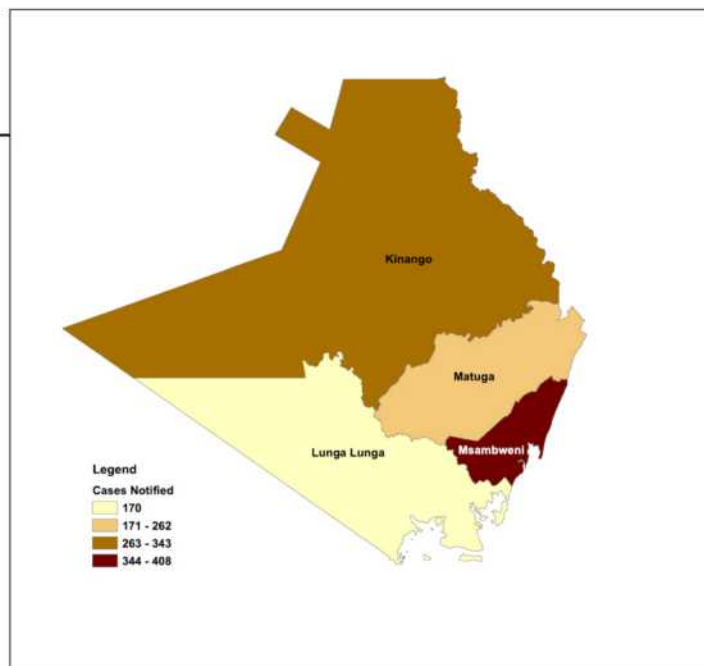 Kinango
Matuga
Msambweni
Lunga Lunga
Legend
Cases Notified
170
171 - 262
263 - 343
344 - 408